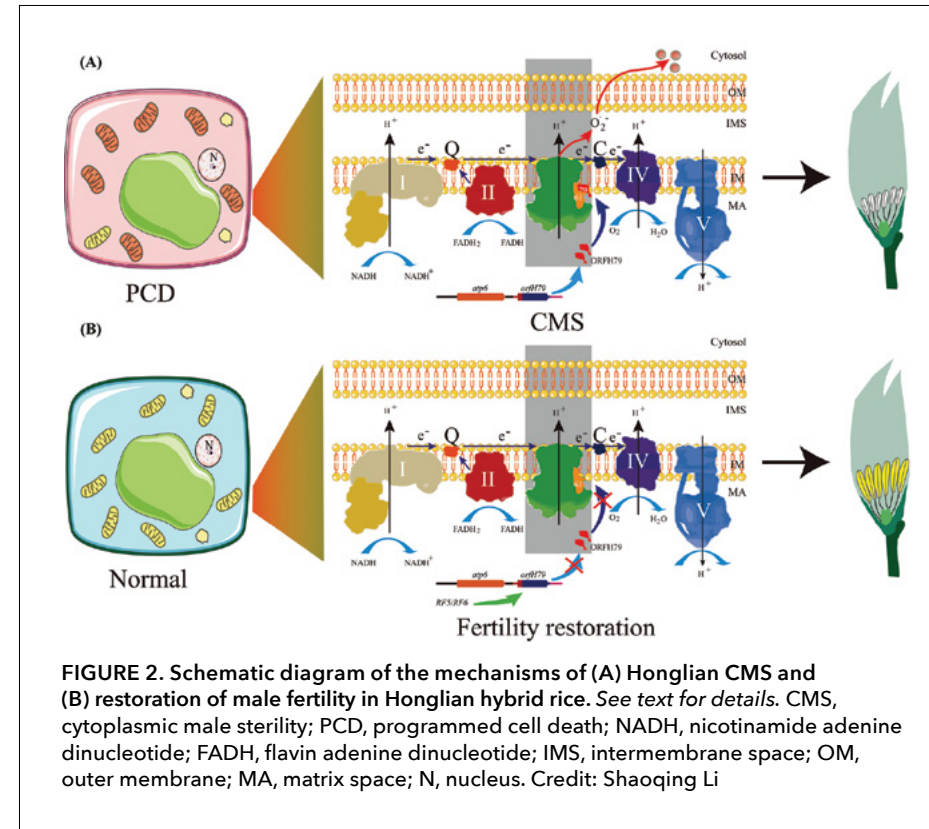 (A)
Cytosol
OM
IMS
H⁺
H⁺
O₂⁻
H⁺
e⁻
Q
e⁻
e⁻
C
e⁻
N
I
II
IV
IM
MA
V
79
FADH₂
FADH
O₂
H₂O
NADH
NADH⁺
ORFH79
H⁺
PCD
atp6
orfH79
CMS
(B)
Cytosol
OM
IMS
H⁺
H⁺
H⁺
e⁻
Q
e⁻
e⁻
C
e⁻
N
I
II
IV
IM
MA
V
FADH₂
FADH
O₂
H₂O
NADH
NADH⁺
ORFH79
H⁺
Normal
atp6
orfH79
RF5/RF6
Fertility restoration
FIGURE 2. Schematic diagram of the mechanisms of (A) Honglian CMS and
(B) restoration of male fertility in Honglian hybrid rice. See text for details. CMS,
cytoplasmic male sterility; PCD, programmed cell death; NADH, nicotinamide adenine
dinucleotide; FADH, flavin adenine dinucleotide; IMS, intermembrane space; OM,
outer membrane; MA, matrix space; N, nucleus. Credit: Shaoqing Li